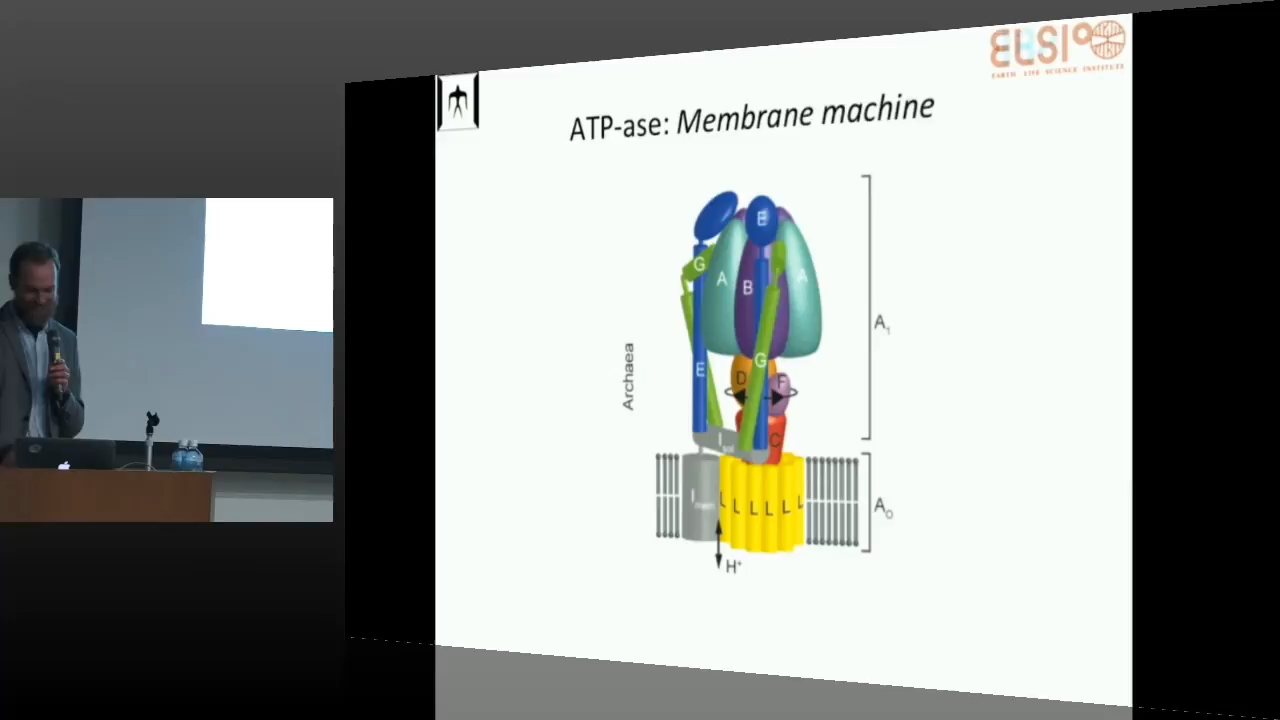 ELSI
EARTH LIFE SCIENCE INSTITUTE
ATP-ase: Membrane machine
E
G
A
B
A
A₁
Archaea
E
G
D
F
C
I
L L L L L L
A₀
H⁺